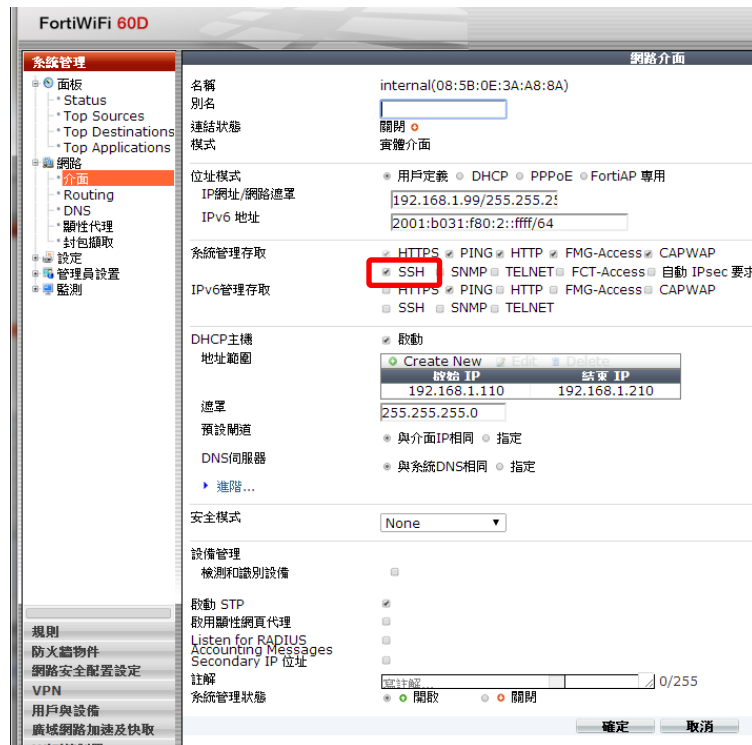 FortiWiFi 60D
系統管理
網路介面
面板
Status
Top Sources
Top Destinations
Top Applications
網路
介面
Routing
DNS
顯性代理
封包擷取
設定
管理員設置
監測
規則
防火牆物件
網路安全配置設定
VPN
用戶與設備
廣域網路加速及快取
名稱 internal(08:5B:0E:3A:A8:8A)
別名
連結狀態 關閉
模式 實體介面
位址模式 用戶定義 DHCP PPPoE FortiAP 專用
IP網址/網路遮罩 192.168.1.99/255.255.25
IPv6 地址 2001:b031:f80:2::ffff/64
系統管理存取 HTTPS PING HTTP FMG-Access CAPWAP
SSH SNMP TELNET FCT-Access 自動 IPsec 要求
IPv6管理存取 HTTPS PING HTTP FMG-Access CAPWAP
SSH SNMP TELNET
DHCP主機 啟動
地址範圍 Create New Edit Delete
啟始 IP 結束 IP
192.168.1.110 192.168.1.210
遮罩 255.255.255.0
預設閘道 與介面IP相同 指定
DNS伺服器 與系統DNS相同 指定
進階...
安全模式 None
設備管理
檢測和識別設備
啟動 STP
啟用顯性網頁代理
Listen for RADIUS
Accounting Messages
Secondary IP 位址
註解 寫註解... 0/255
系統管理狀態 開啟 關閉
確定 取消